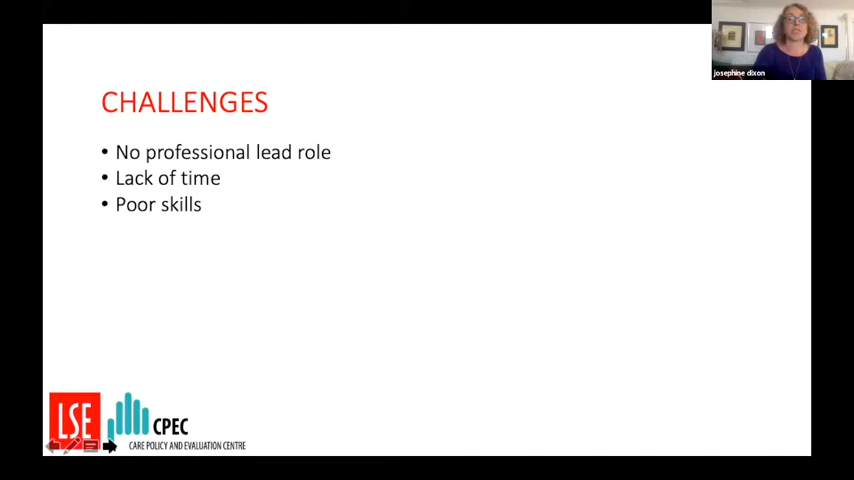 josephine dixon
CHALLENGES
• No professional lead role
• Lack of time
• Poor skills
LSE
CPEC
CARE POLICY AND EVALUATION CENTRE